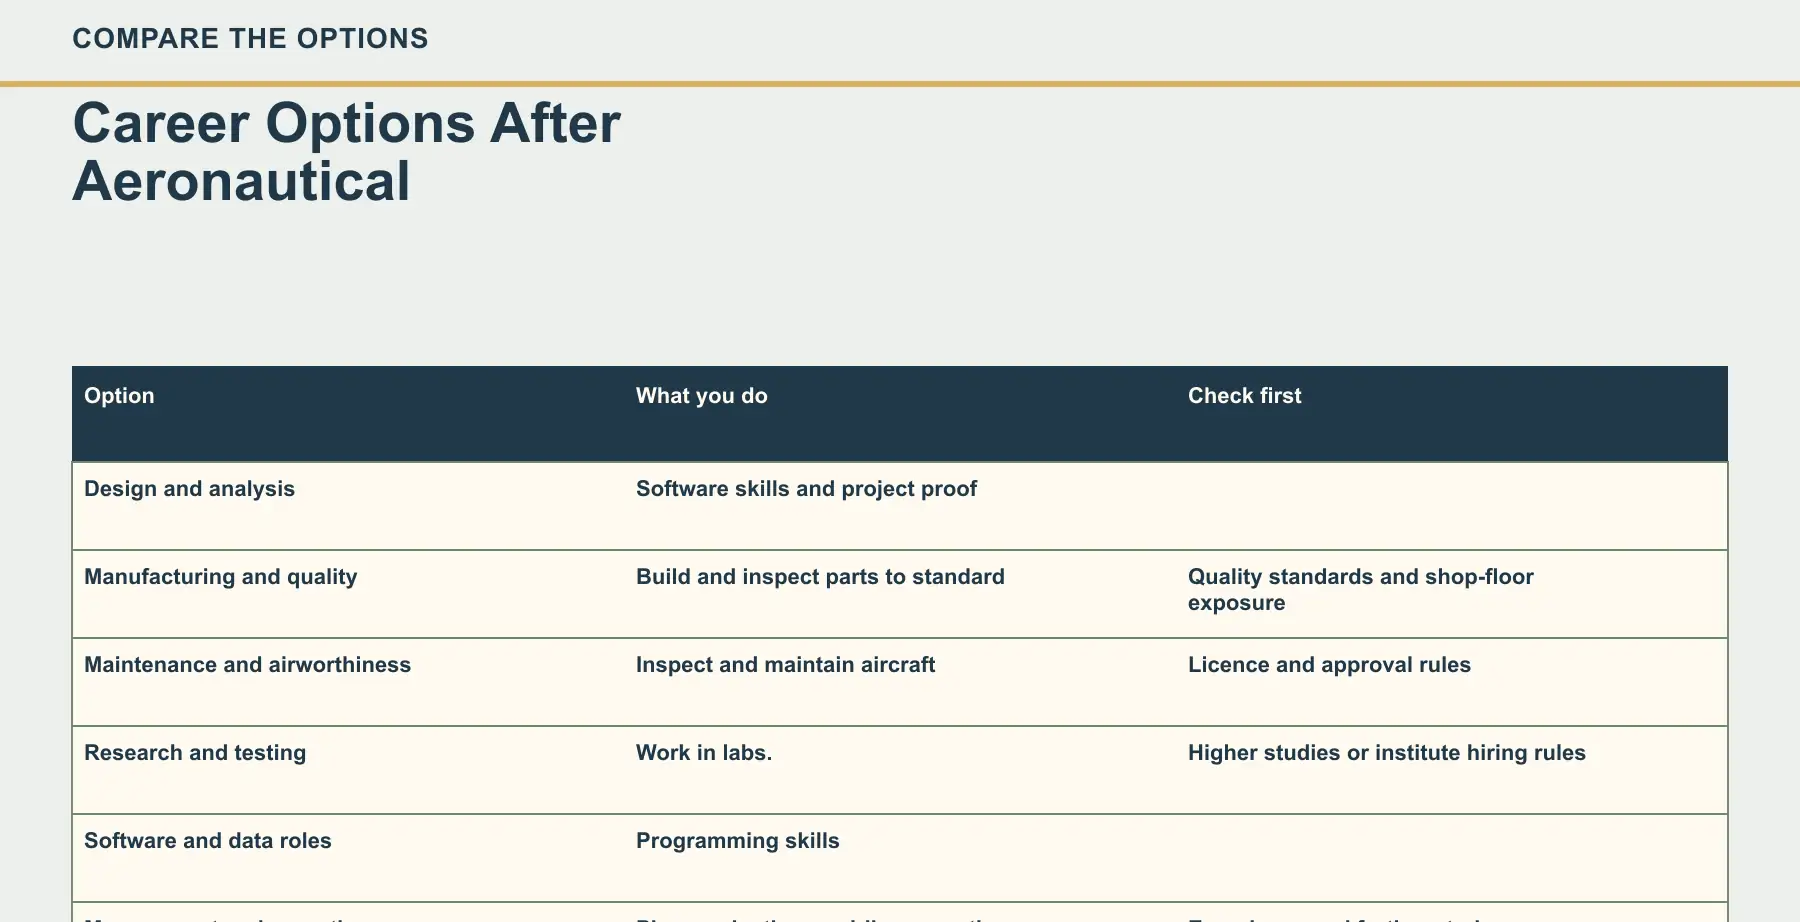 COMPARE THE OPTIONS
Career Options After
Aeronautical
Option What you do Check first
Design and analysis Software skills and project proof
Manufacturing and quality Build and inspect parts to standard Quality standards and shop-floor
exposure
Maintenance and airworthiness Inspect and maintain aircraft Licence and approval rules
Research and testing Work in labs. Higher studies or institute hiring rules
Software and data roles Programming skills